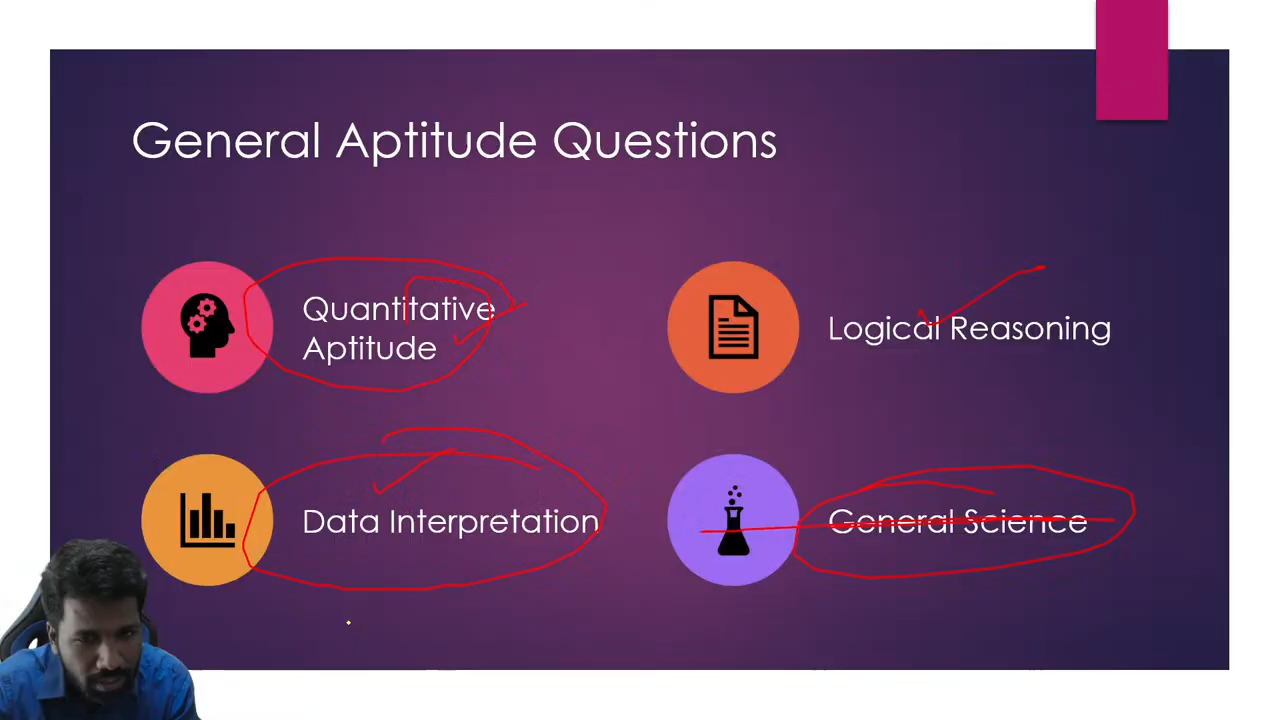 General Aptitude Questions
Quantitative
Aptitude
Logical Reasoning
Data Interpretation
General Science